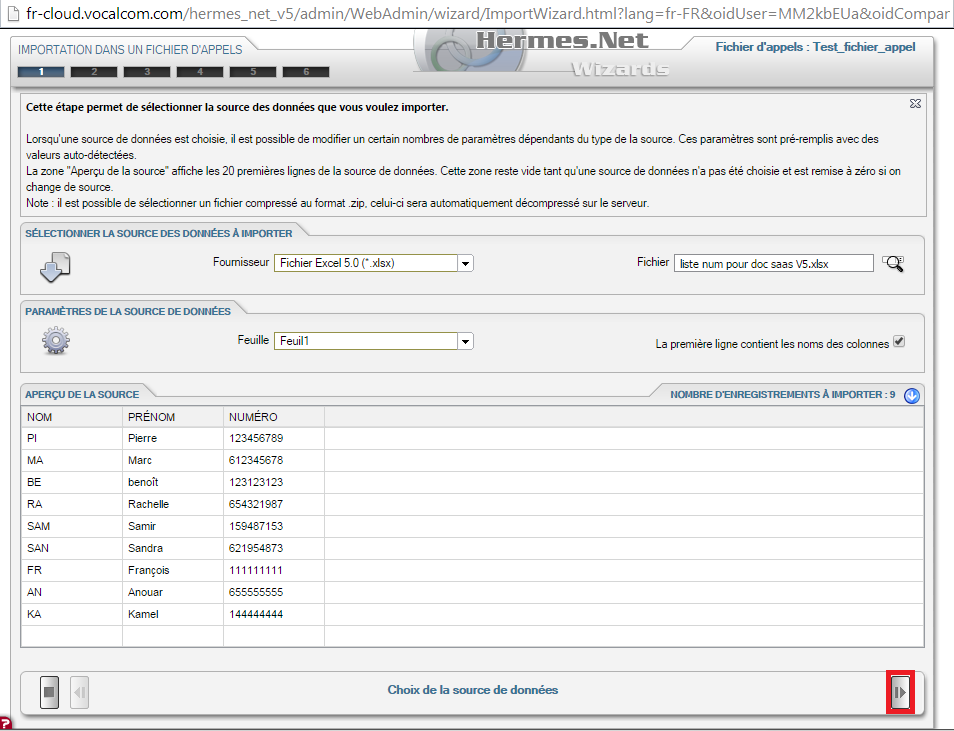 fr-cloud.vocalcom.com/hermes_net_v5/admin/WebAdmin/wizard/ImportWizard.html?lang=fr-FR&oidUser=MM2kbEUa&oidCompar
IMPORTATION DANS UN FICHIER D'APPELS
Hermes.Net
Wizards
Fichier d'appels : Test_fichier_appel
1 2 3 4 5 6
Cette étape permet de sélectionner la source des données que vous voulez importer.
Lorsqu'une source de données est choisie, il est possible de modifier un certain nombres de paramètres dépendants du type de la source. Ces paramètres sont pré-remplis avec des
valeurs auto-détectées.
La zone "Aperçu de la source" affiche les 20 premières lignes de la source de données. Cette zone reste vide tant qu'une source de données n'a pas été choisie et est remise à zéro si on
change de source.
Note : il est possible de sélectionner un fichier compressé au format .zip, celui-ci sera automatiquement décompressé sur le serveur.
SÉLECTIONNER LA SOURCE DES DONNÉES À IMPORTER
Fournisseur Fichier Excel 5.0 (*.xlsx) Fichier liste num pour doc saas V5.xlsx
PARAMÈTRES DE LA SOURCE DE DONNÉES
Feuille Feuil1 La première ligne contient les noms des colonnes
APERÇU DE LA SOURCE NOMBRE D'ENREGISTREMENTS À IMPORTER : 9
NOM PRÉNOM NUMÉRO
PI Pierre 123456789
MA Marc 612345678
BE benoît 123123123
RA Rachelle 654321987
SAM Samir 159487153
SAN Sandra 621954873
FR François 111111111
AN Anouar 655555555
KA Kamel 144444444
Choix de la source de données
?